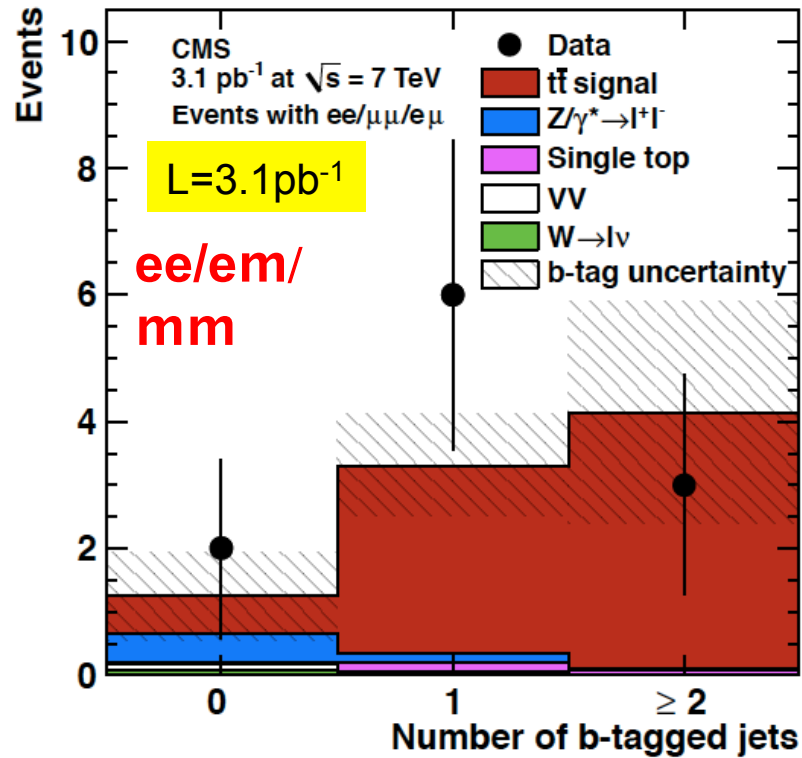 Events
10
8
6
4
2
0
CMS
3.1 pb⁻¹ at √s = 7 TeV
Events with ee/μμ/eμ
L=3.1pb⁻¹
ee/em/
mm
Data
tt̄ signal
Z/γ*→l⁺l⁻
Single top
VV
W→lν
b-tag uncertainty
0 1 ≥ 2
Number of b-tagged jets